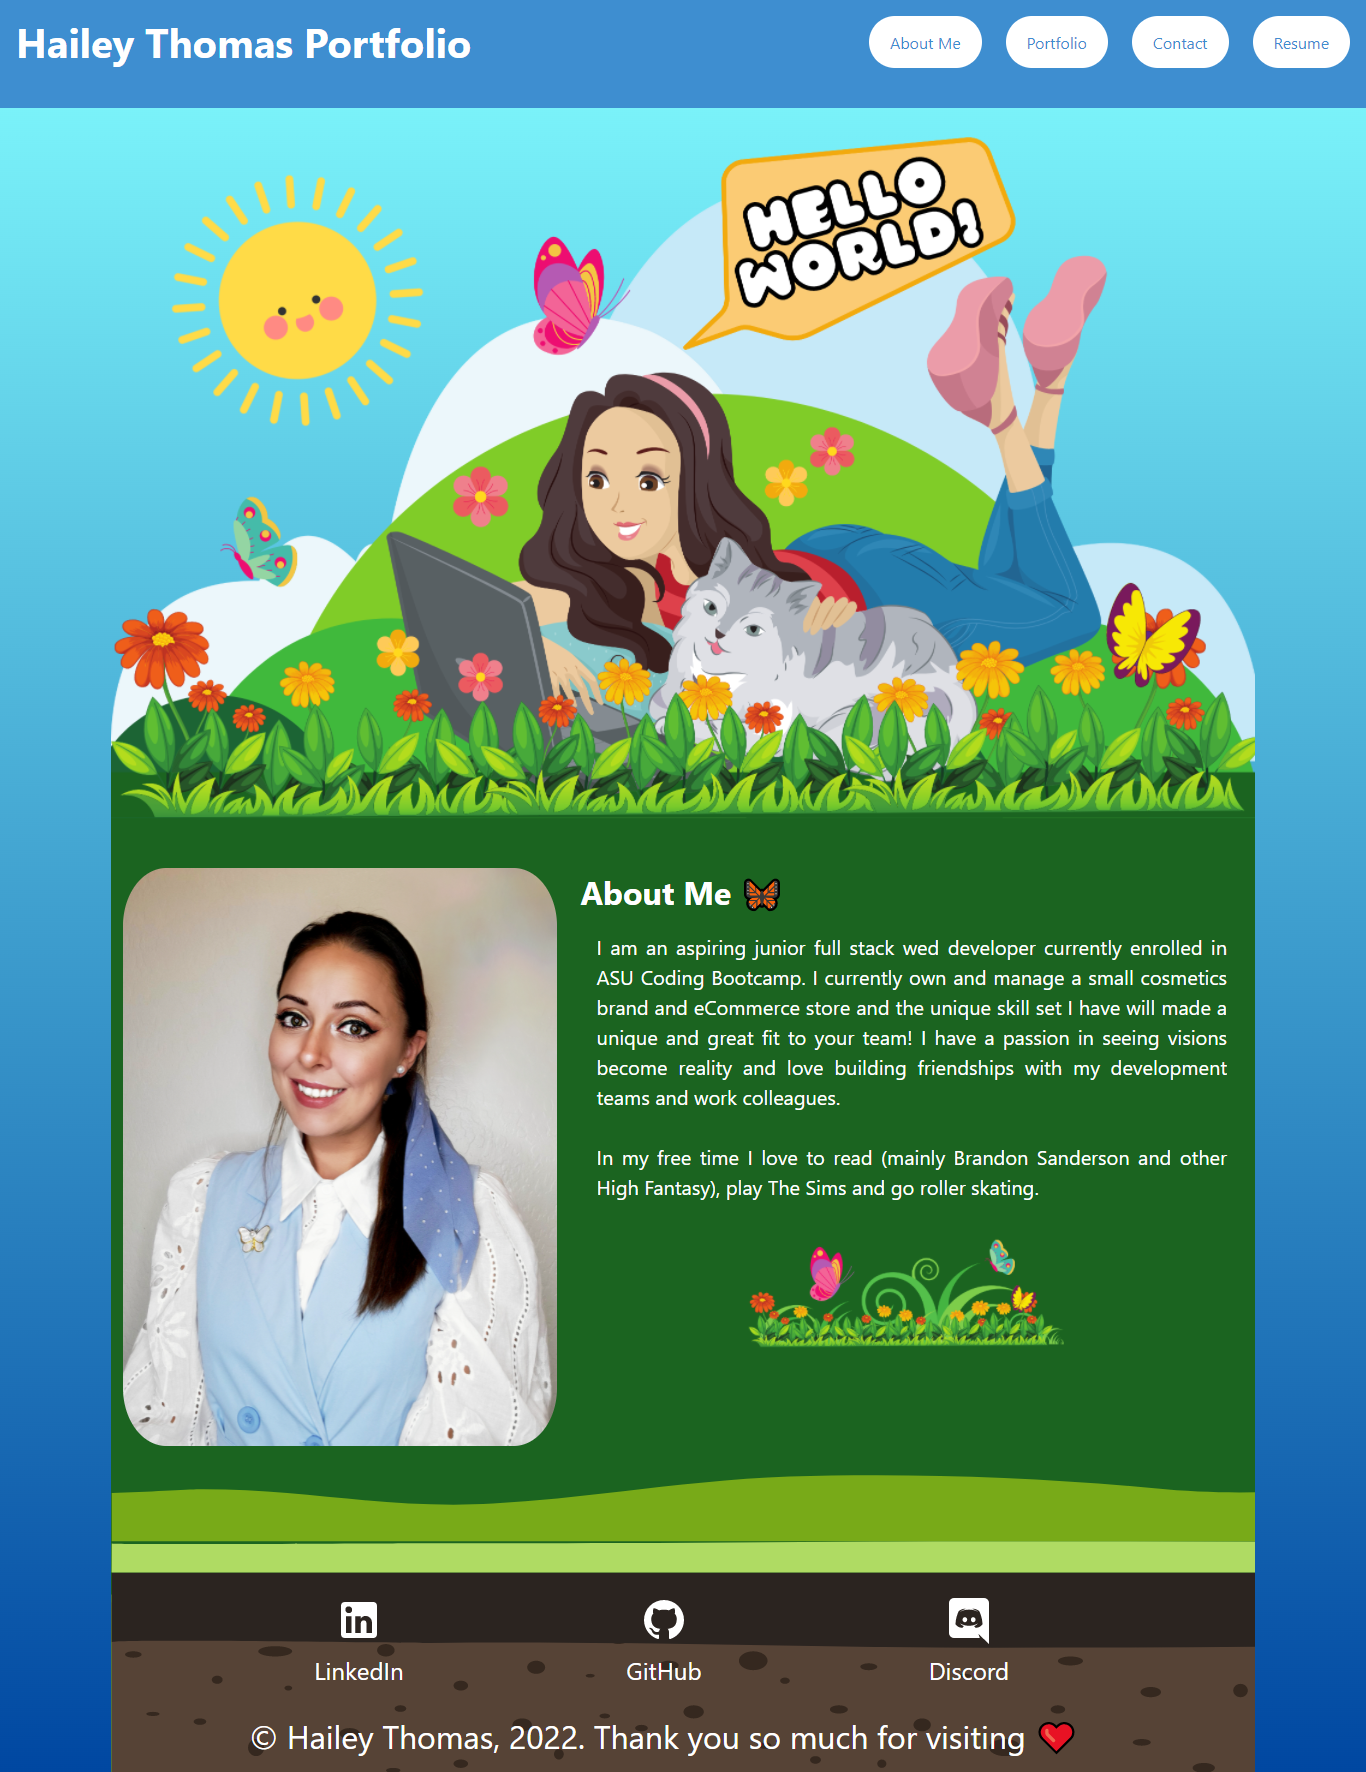 Hailey Thomas Portfolio
About Me
Portfolio
Contact
Resume
HELLO
WORLD!
About Me
I am an aspiring junior full stack wed developer currently enrolled in
ASU Coding Bootcamp. I currently own and manage a small cosmetics
brand and eCommerce store and the unique skill set I have will made a
unique and great fit to your team! I have a passion in seeing visions
become reality and love building friendships with my development
teams and work colleagues.
In my free time I love to read (mainly Brandon Sanderson and other
High Fantasy), play The Sims and go roller skating.
LinkedIn
GitHub
Discord
© Hailey Thomas, 2022. Thank you so much for visiting